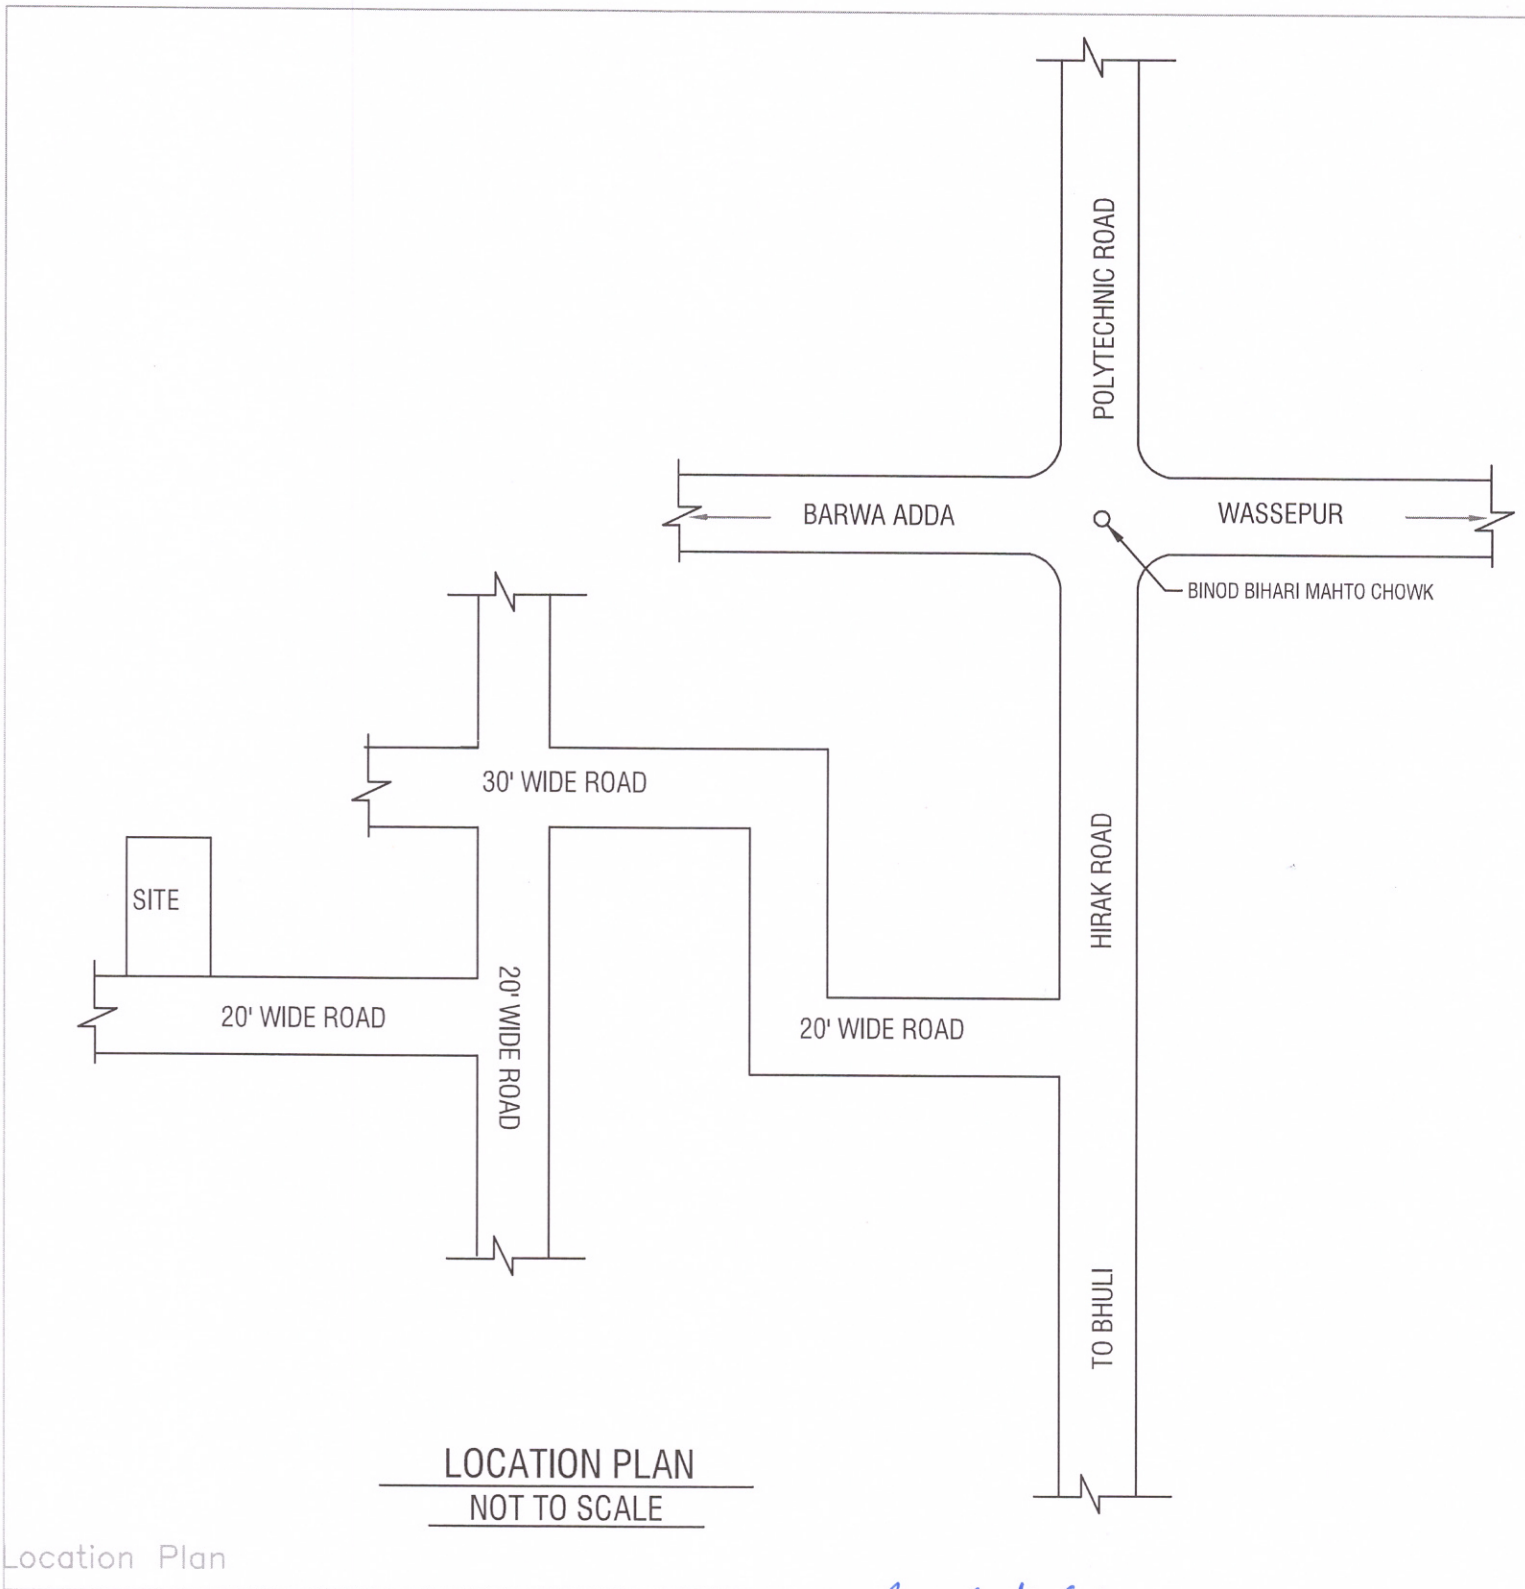 POLYTECHNIC ROAD
BARWA ADDA
WASSEPUR
BINOD BIHARI MAHTO CHOWK
30' WIDE ROAD
SITE
HIRAK ROAD
20' WIDE ROAD
20' WIDE ROAD
20' WIDE ROAD
TO BHULI
LOCATION PLAN
NOT TO SCALE
Location Plan